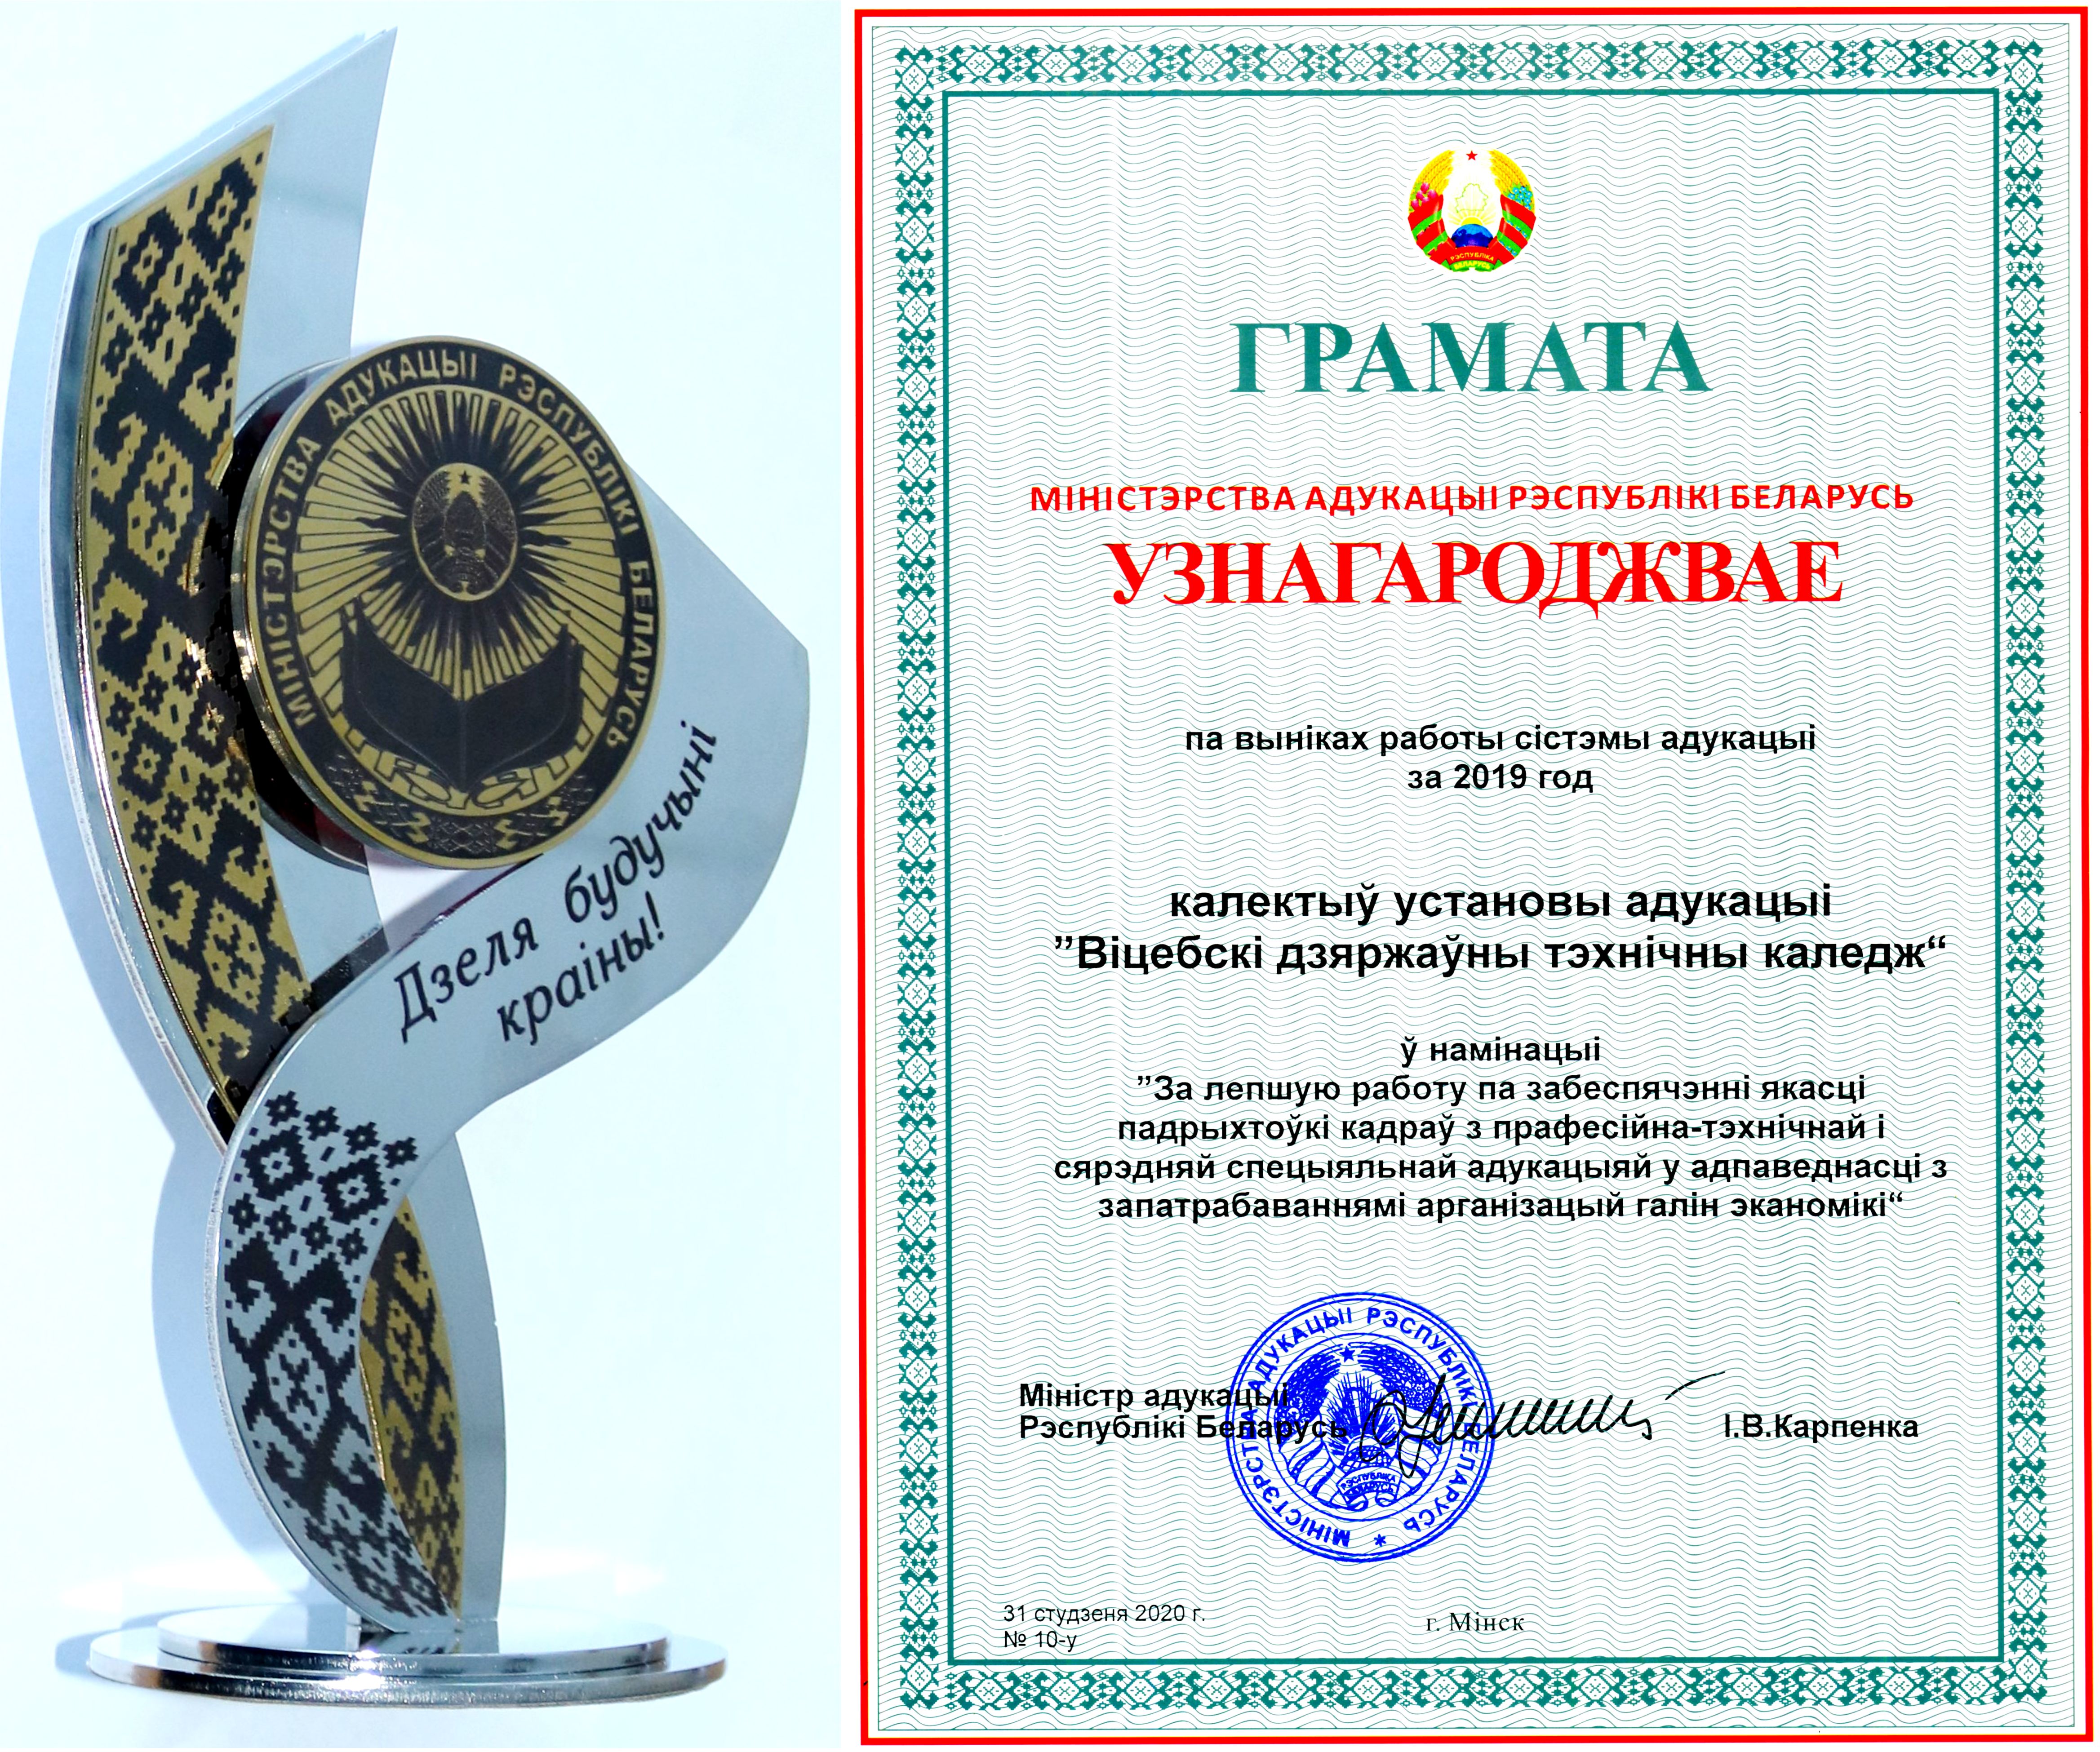 МІНІСТЭРСТВА АДУКАЦЫІ РЭСПУБЛІКІ БЕЛАРУСЬ
Дзеля будучыні
краіны!
РЭСПУБЛІКА
БЕЛАРУСЬ
ГРАМАТА
МІНІСТЭРСТВА АДУКАЦЫІ РЭСПУБЛІКІ БЕЛАРУСЬ
УЗНАГАРОДЖВАЕ
па выніках работы сістэмы адукацыі
за 2019 год
калектыў установы адукацыі
”Віцебскі дзяржаўны тэхнічны каледж“
ў намінацыі
”За лепшую работу па забеспячэнні якасці
падрыхтоўкі кадраў з прафесійна-тэхнічнай і
сярэдняй спецыяльнай адукацыяй у адпаведнасці з
запатрабаваннямі арганізацый галін эканомікі“
Міністр адукацыі
Рэспублікі Беларусь
І.В.Карпенка
МІНІСТЭРСТВА АДУКАЦЫІ РЭСПУБЛІКІ БЕЛАРУСЬ *
РЭСПУБЛІКА
БЕЛАРУСЬ
31 студзеня 2020 г.
№ 10-у
г. Мінск